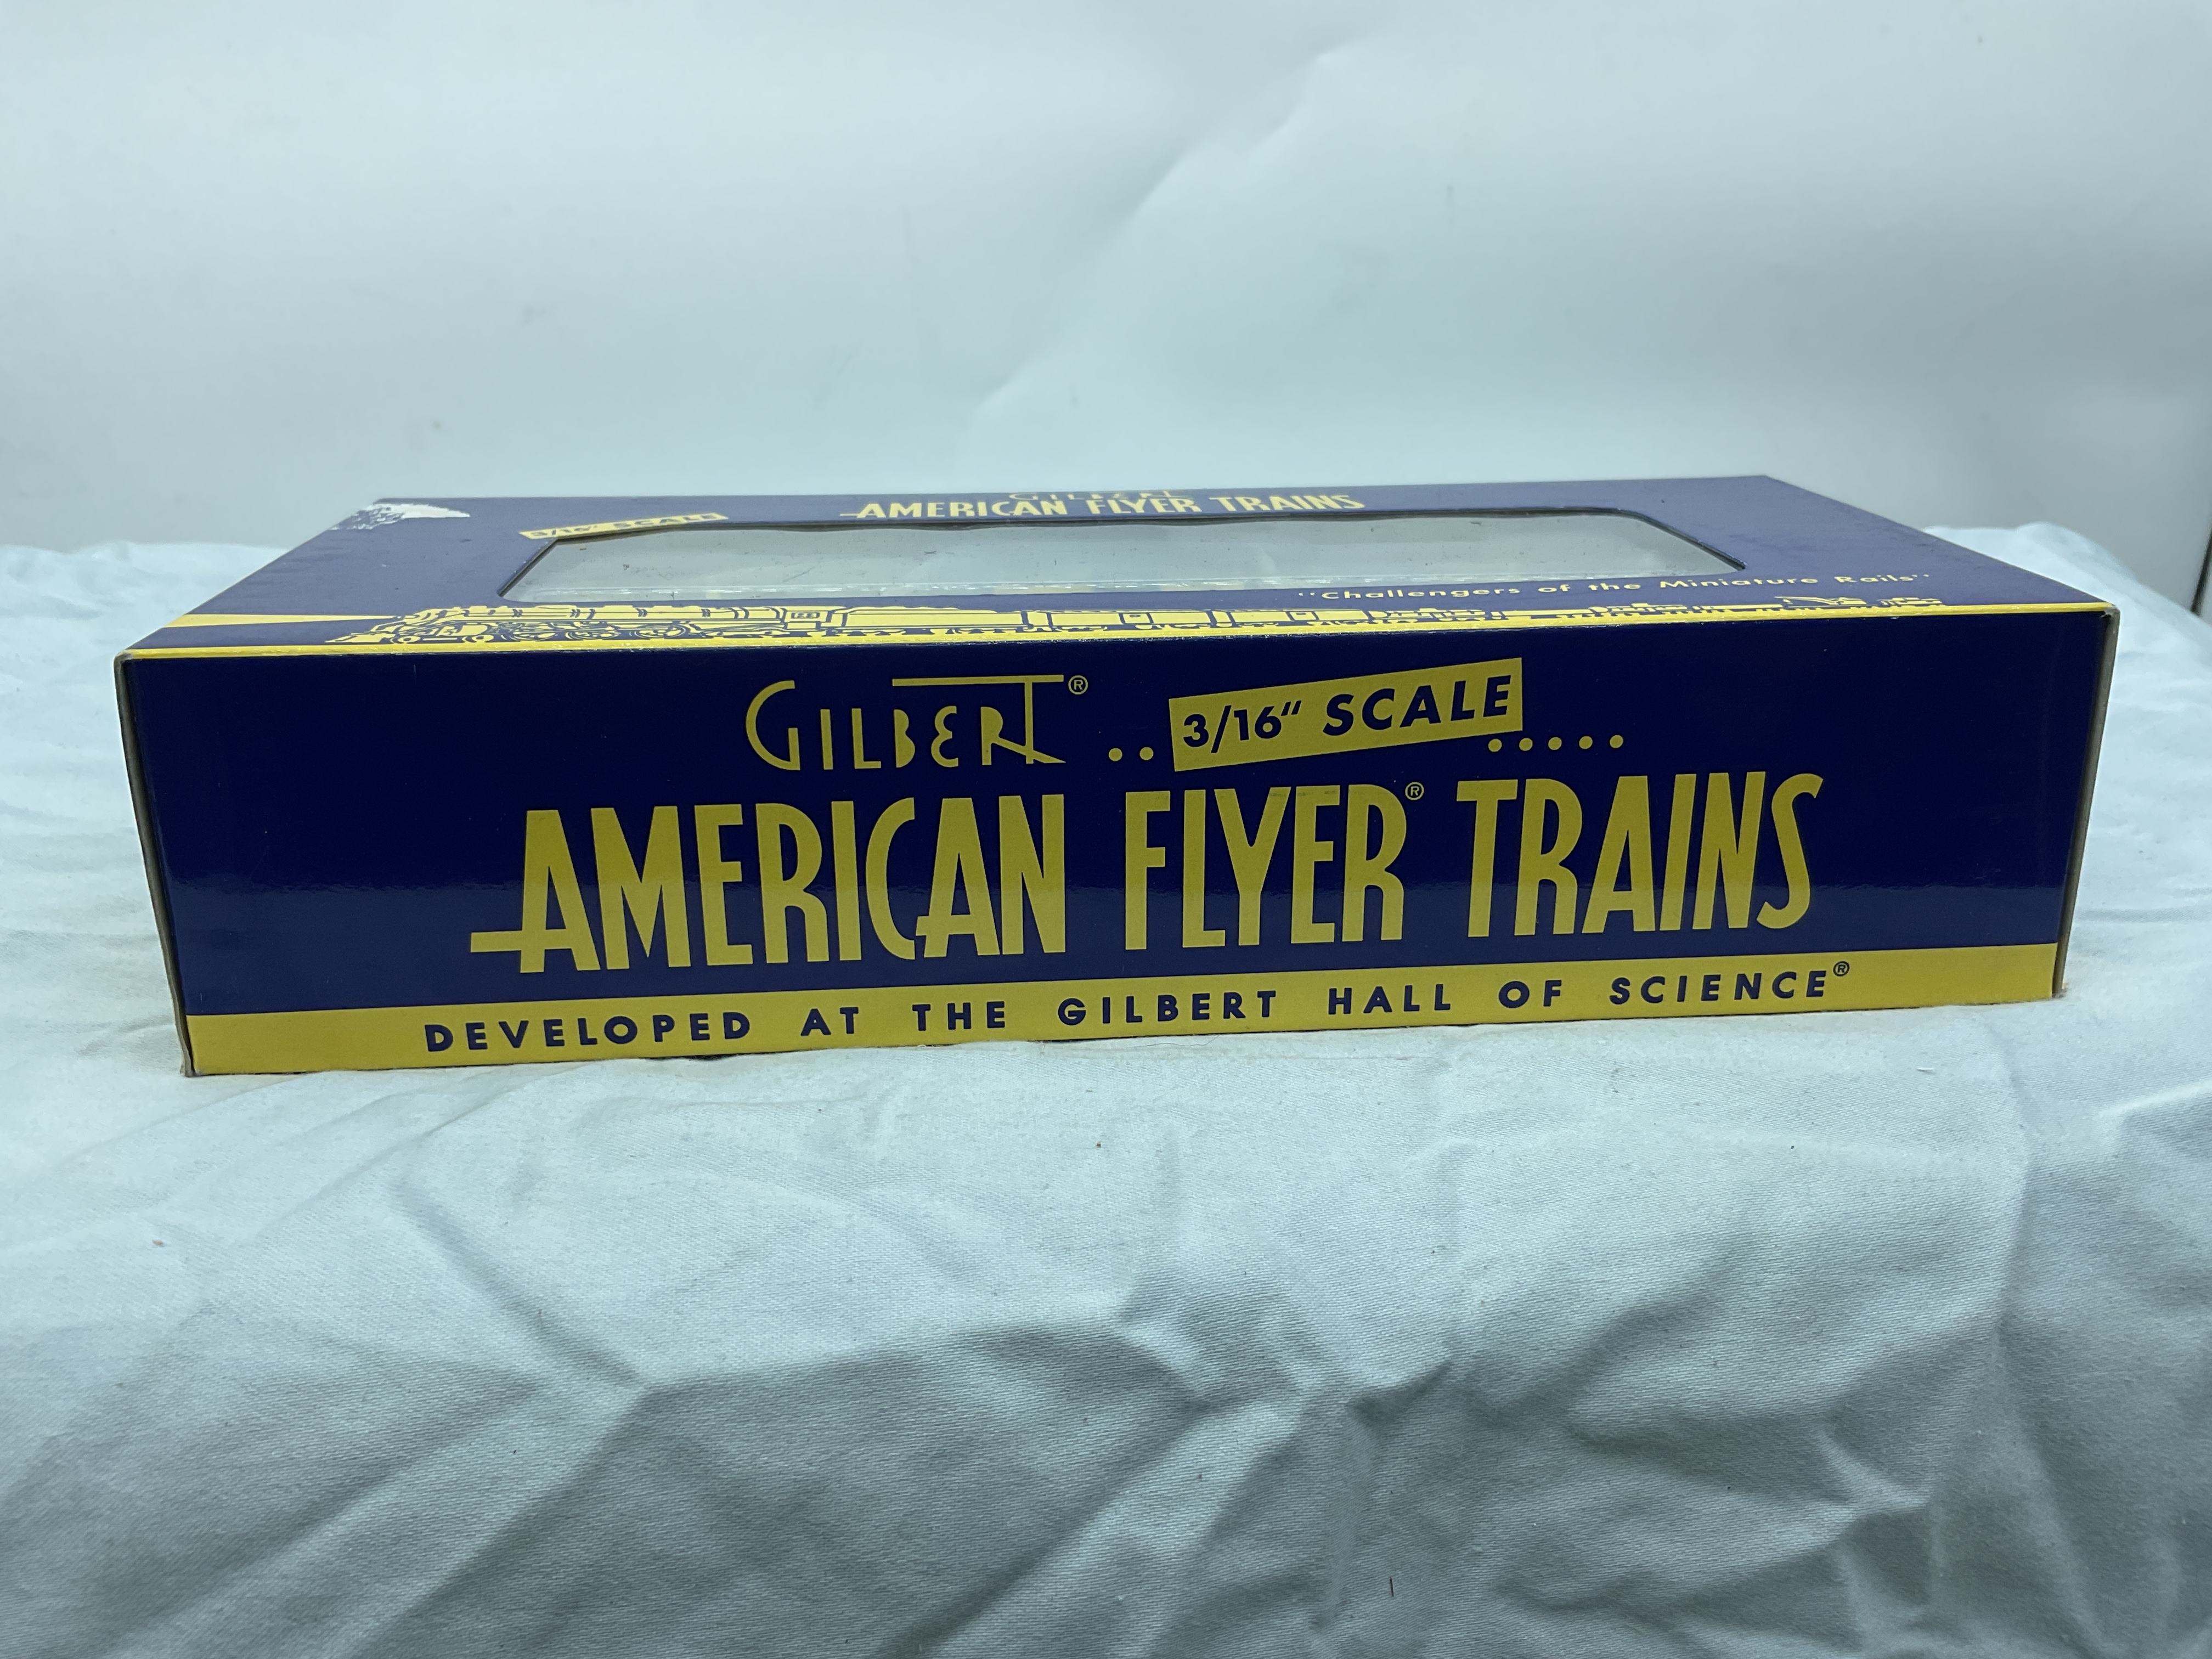 GILBERT
AMERICAN FLYER TRAINS
3/16" SCALE
"Challengers of the Miniature Rails"
GILBERT® .. 3/16" SCALE .....
AMERICAN FLYER® TRAINS
DEVELOPED AT THE GILBERT HALL OF SCIENCE®